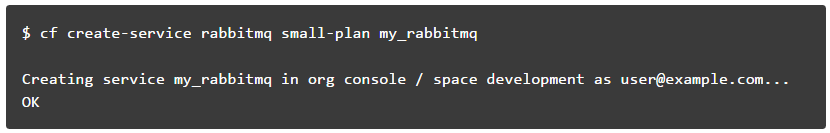 $ cf create-service rabbitmq small-plan my_rabbitmq
Creating service my_rabbitmq in org console / space development as user@example.com...
OK